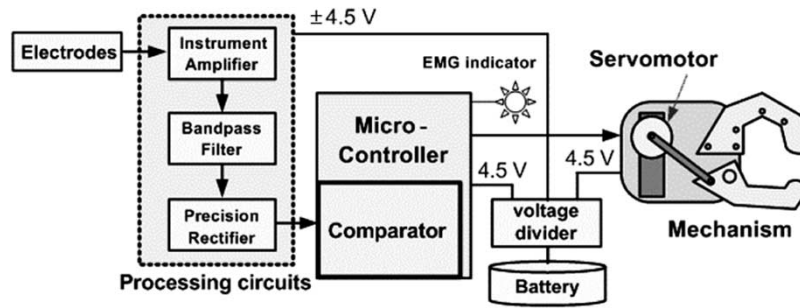 ±4.5 V
Electrodes
Instrument
Amplifier
Bandpass
Filter
Precision
Rectifier
Processing circuits
EMG indicator
Micro-
Controller
Comparator
4.5 V
4.5 V
voltage
divider
Battery
Servomotor
Mechanism